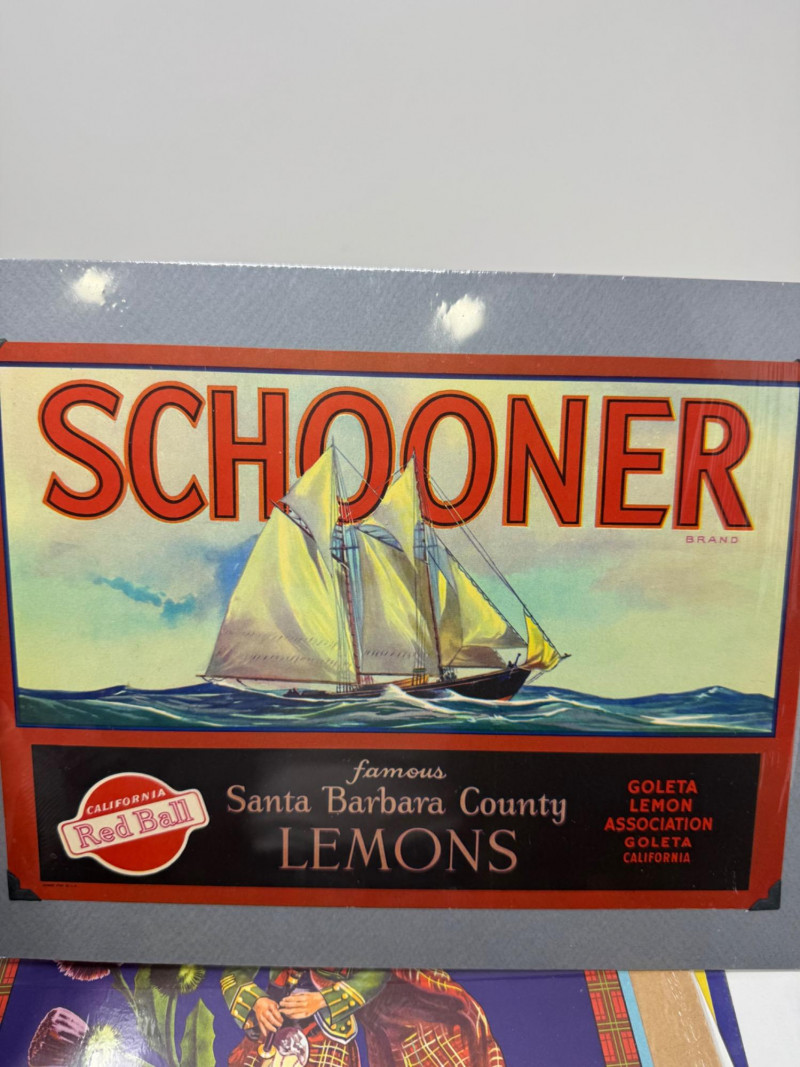 SCHOONER
BRAND
famous
Santa Barbara County
LEMONS
CALIFORNIA
Red Ball
GOLETA
LEMON
ASSOCIATION
GOLETA
CALIFORNIA